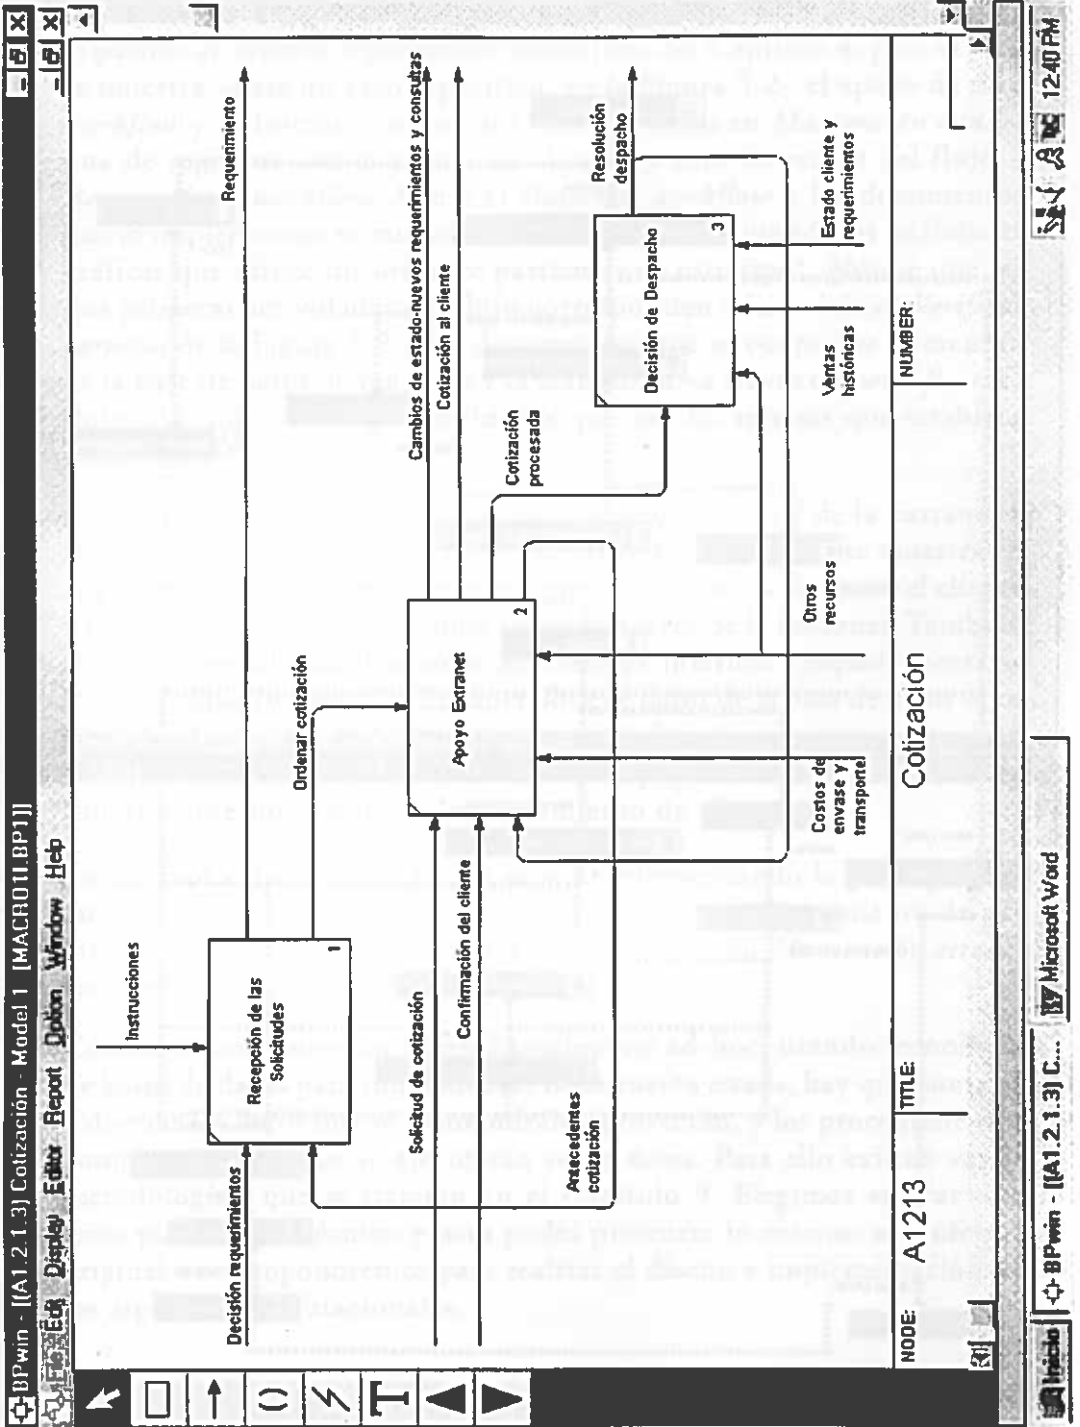 BPwin - [(A1.2.1.3) Cotización - Model 1 [MACROTU.BP1]]
File Edit Display Box Report Option Window Help
Instrucciones
Requerimiento
Decisión requerimientos
Recepción de las
Solicitudes
1
Ordenar cotización
Cambios de estado-nuevos requerimientos y consultas
Cotización al cliente
Solicitud de cotización
Confirmación del cliente
Apoyo Extranet
2
Cotización
procesada
Resolución
despacho
Decisión de Despacho
3
Antecedentes
cotización
Costos de
envase y
transporte
Otros
recursos
Ventas
históricas
Estado cliente y
requerimientos
NODE:
A1213
TITLE:
Cotización
NUMBER:
Inicio
BPwin - [(A1.2.1.3) C...
Microsoft Word
12:40 PM